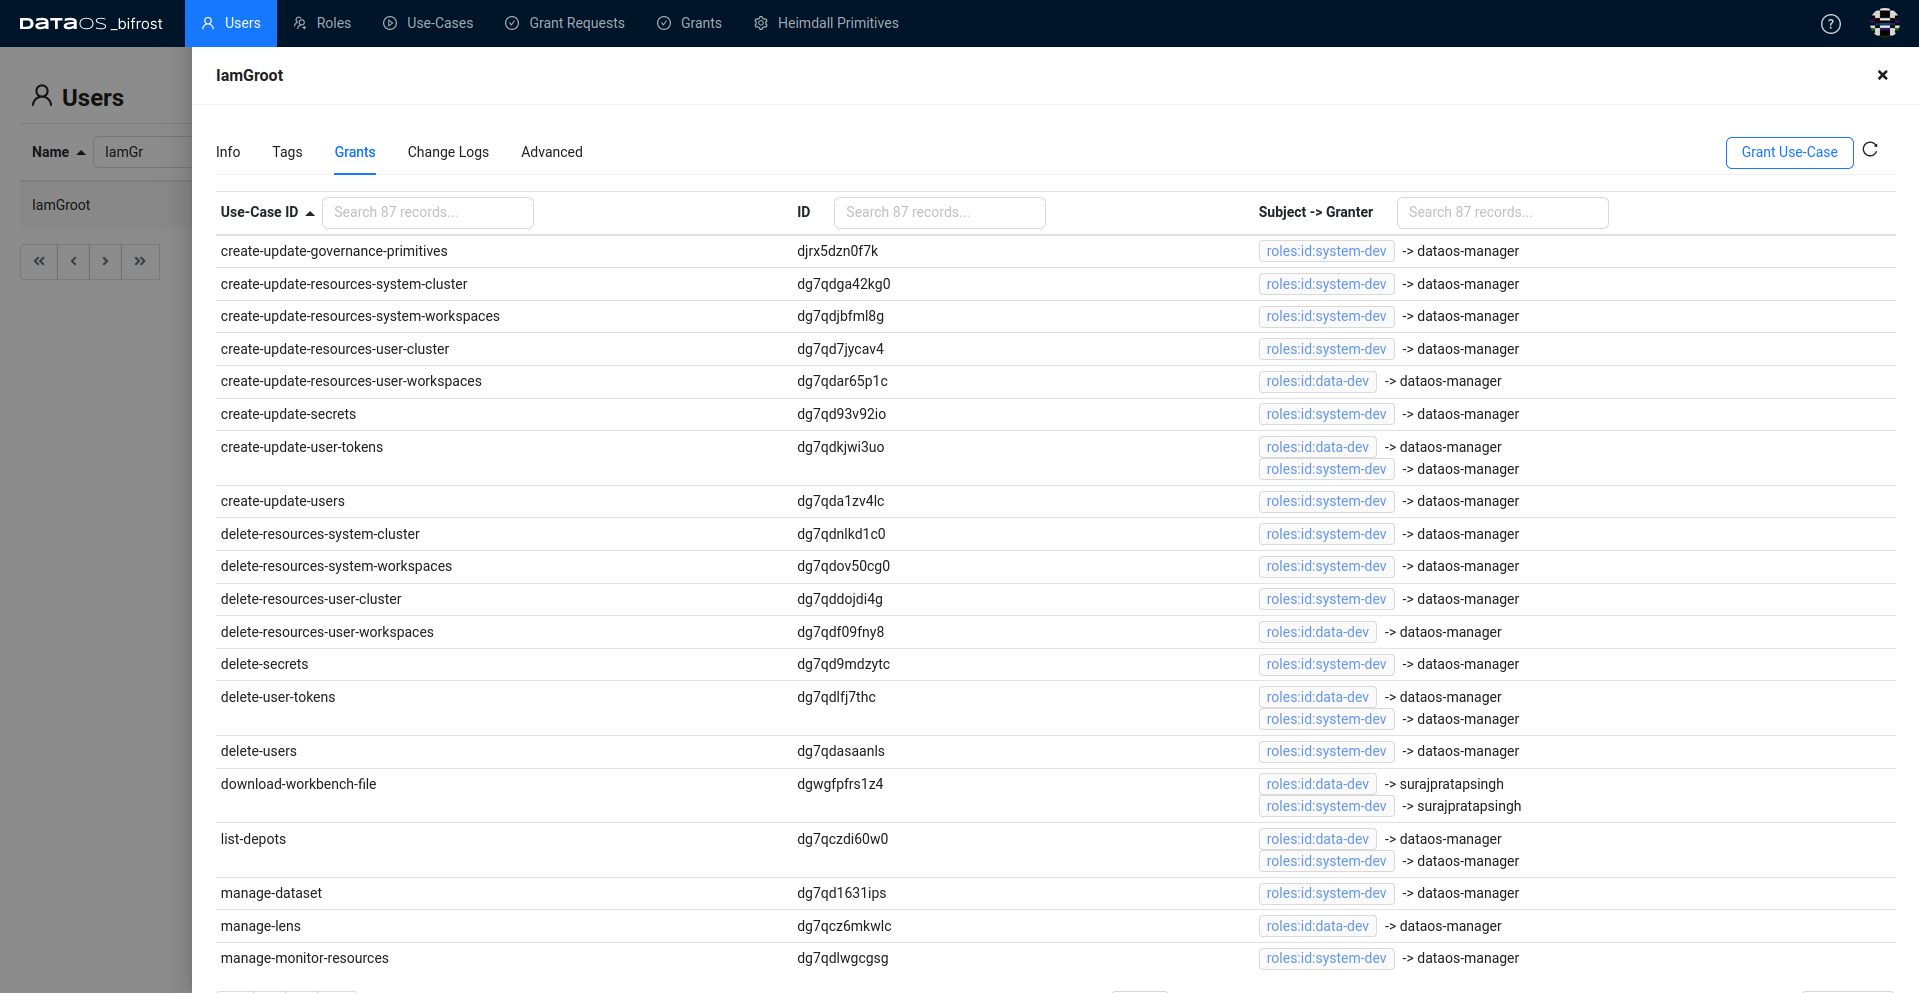 DATAOS _bifrost Users Roles Use-Cases Grant Requests Grants Heimdall Primitives ?
IamGroot
Users
Info Tags Grants Change Logs Advanced Grant Use-Case
Name IamGr
IamGroot
Use-Case ID Search 87 records... ID Search 87 records... Subject -> Granter Search 87 records...
create-update-governance-primitives djrx5dzn0f7k roles:id:system-dev -> dataos-manager
create-update-resources-system-cluster dg7qdga42kg0 roles:id:system-dev -> dataos-manager
create-update-resources-system-workspaces dg7qdjbfml8g roles:id:system-dev -> dataos-manager
create-update-resources-user-cluster dg7qd7jycav4 roles:id:system-dev -> dataos-manager
create-update-resources-user-workspaces dg7qdar65p1c roles:id:data-dev -> dataos-manager
create-update-secrets dg7qd93v92io roles:id:system-dev -> dataos-manager
create-update-user-tokens dg7qdkjwi3uo roles:id:data-dev -> dataos-manager
roles:id:system-dev -> dataos-manager
create-update-users dg7qda1zv4lc roles:id:system-dev -> dataos-manager
delete-resources-system-cluster dg7qdnlkd1c0 roles:id:system-dev -> dataos-manager
delete-resources-system-workspaces dg7qdov50cg0 roles:id:system-dev -> dataos-manager
delete-resources-user-cluster dg7qddojdi4g roles:id:system-dev -> dataos-manager
delete-resources-user-workspaces dg7qdf09fny8 roles:id:data-dev -> dataos-manager
delete-secrets dg7qd9mdzytc roles:id:system-dev -> dataos-manager
delete-user-tokens dg7qdlfj7thc roles:id:data-dev -> dataos-manager
roles:id:system-dev -> dataos-manager
delete-users dg7qdasaanls roles:id:system-dev -> dataos-manager
download-workbench-file dgwgfpfrs1z4 roles:id:data-dev -> surajpratapsingh
roles:id:system-dev -> surajpratapsingh
list-depots dg7qczdi60w0 roles:id:data-dev -> dataos-manager
roles:id:system-dev -> dataos-manager
manage-dataset dg7qd1631ips roles:id:system-dev -> dataos-manager
manage-lens dg7qcz6mkwlc roles:id:data-dev -> dataos-manager
manage-monitor-resources dg7qdlwgcgsg roles:id:system-dev -> dataos-manager